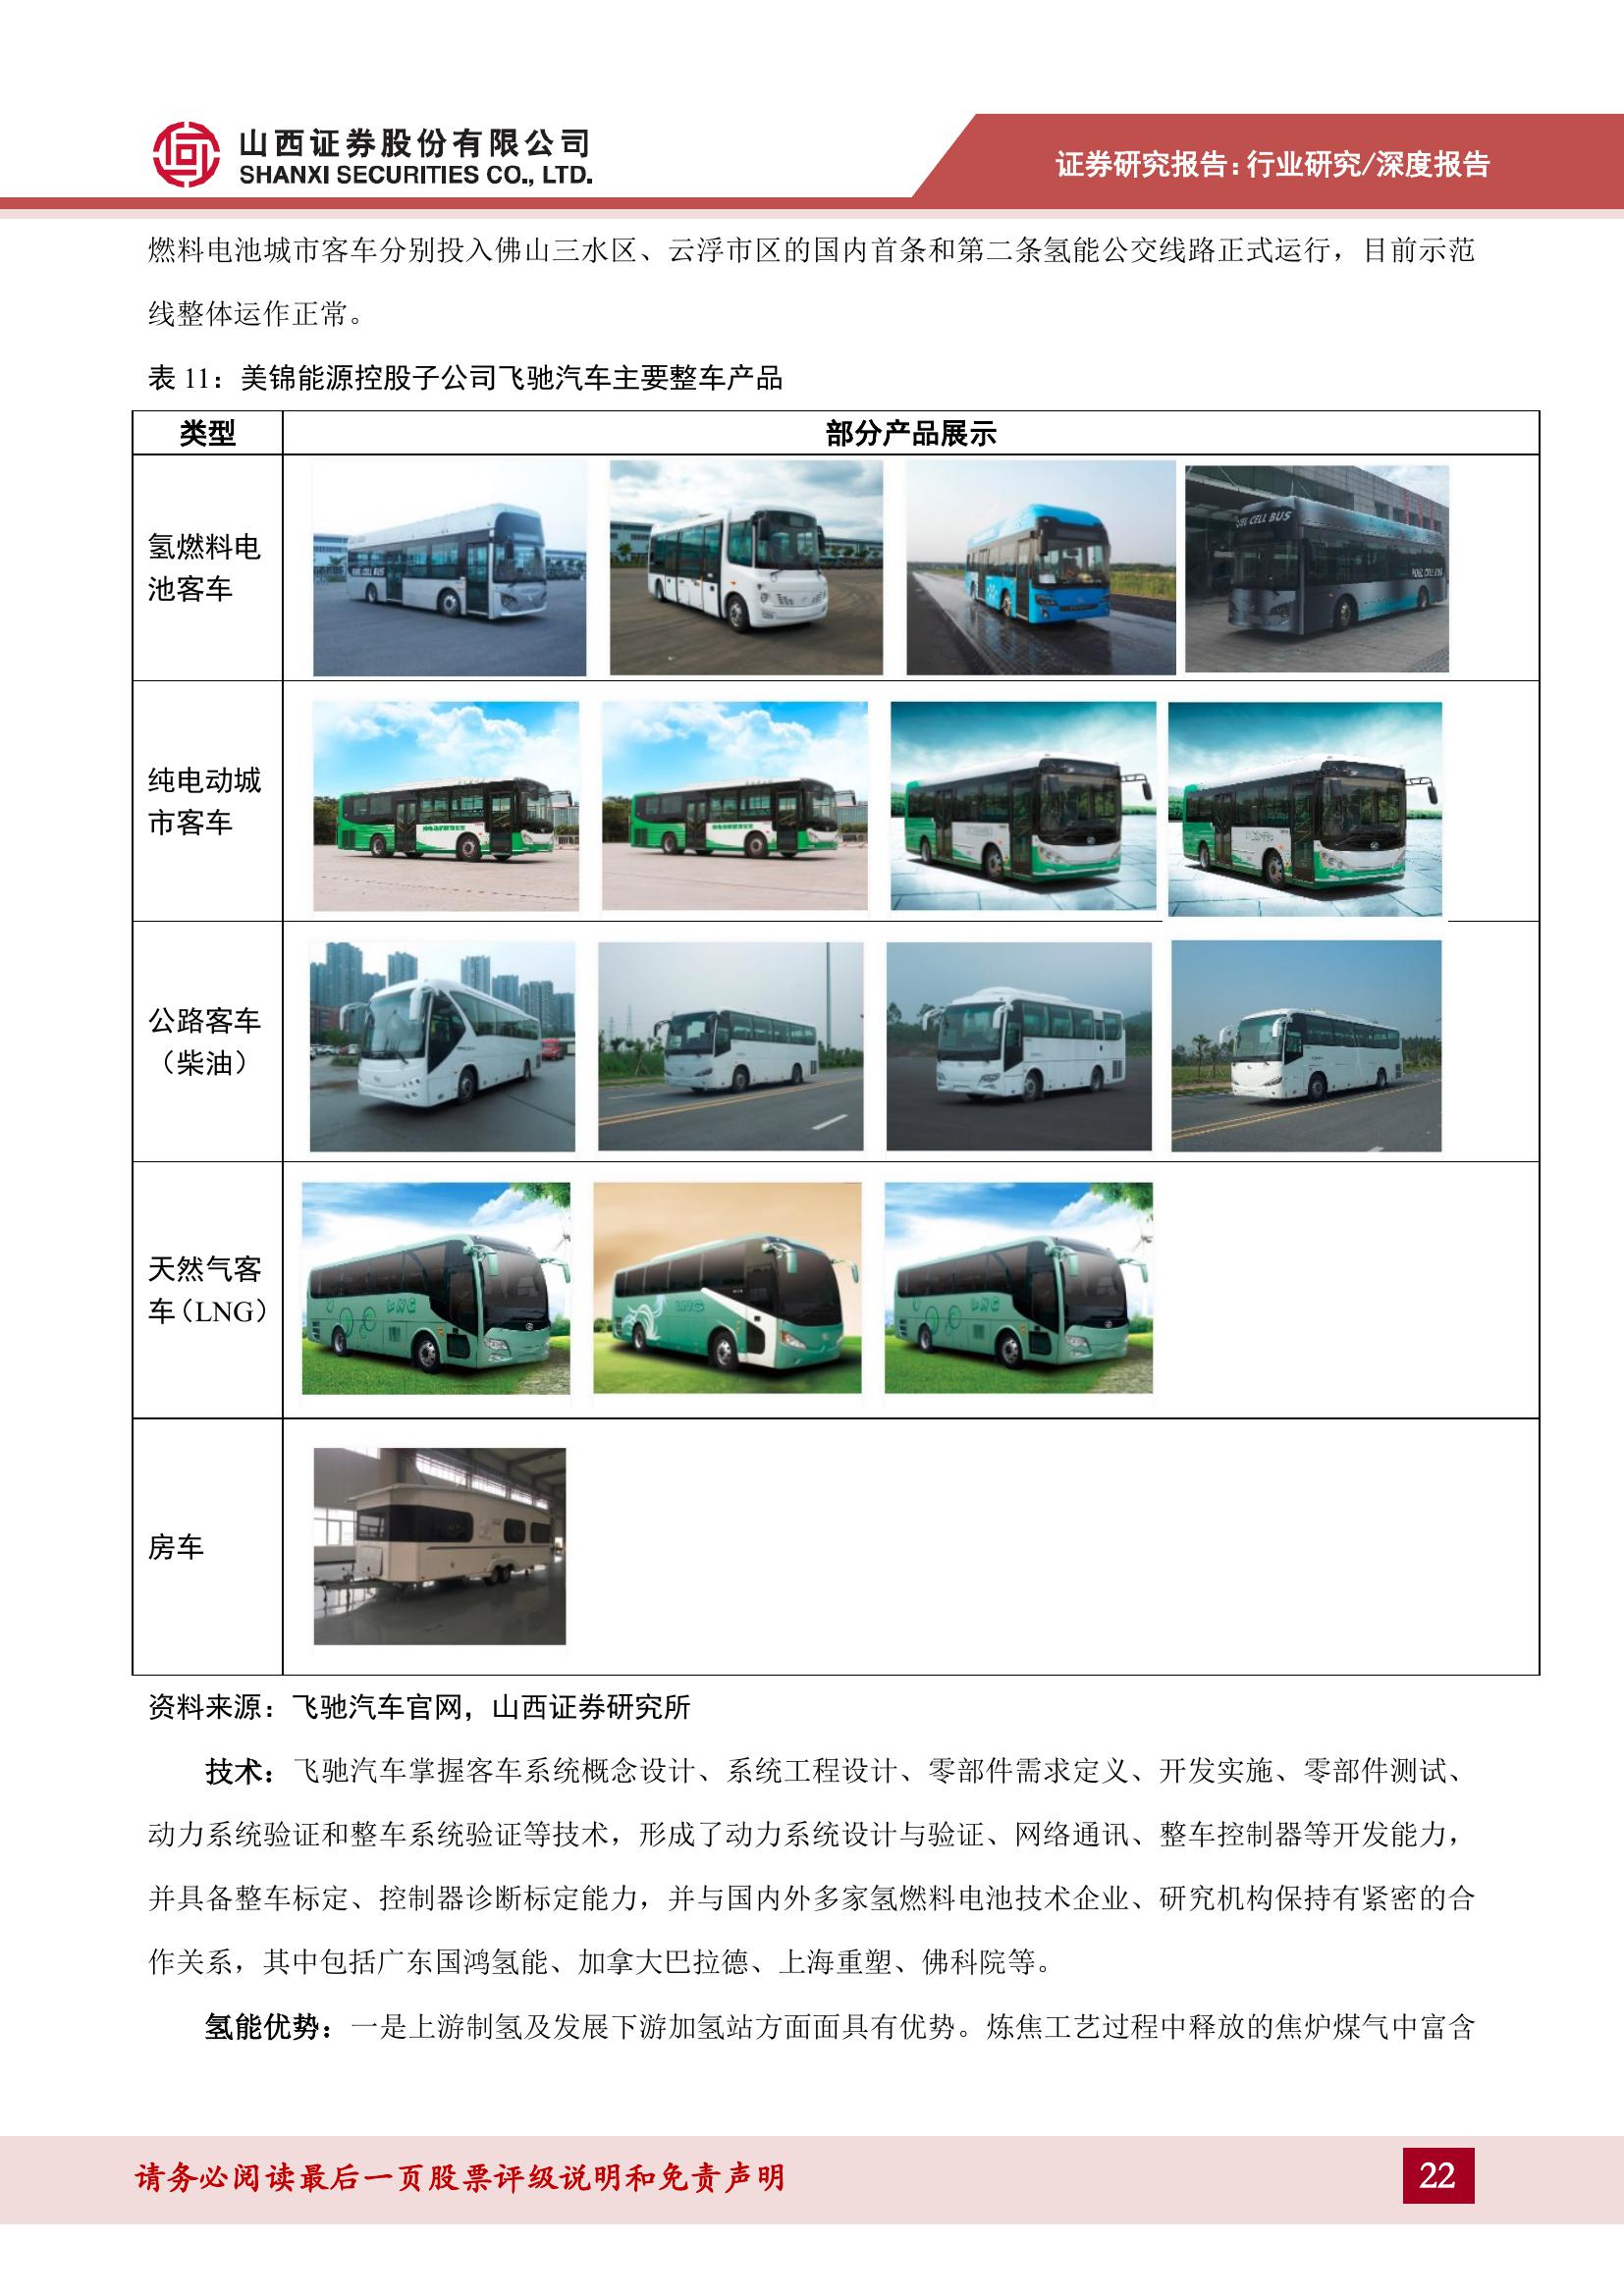 山西证券股份有限公司
SHANXI SECURITIES CO., LTD.
证券研究报告：行业研究/深度报告
燃料电池城市客车分别投入佛山三水区、云浮市区的国内首条和第二条氢能公交线路正式运行，目前示范
线整体运作正常。
表 11：美锦能源控股子公司飞驰汽车主要整车产品
类型 部分产品展示
氢燃料电
池客车
FUEL CELL BUS
纯电动城
市客车
公路客车
（柴油）
天然气客
车（LNG）
LNG
LNG
LNG
房车
资料来源：飞驰汽车官网，山西证券研究所
技术：飞驰汽车掌握客车系统概念设计、系统工程设计、零部件需求定义、开发实施、零部件测试、
动力系统验证和整车系统验证等技术，形成了动力系统设计与验证、网络通讯、整车控制器等开发能力，
并具备整车标定、控制器诊断标定能力，并与国内外多家氢燃料电池技术企业、研究机构保持有紧密的合
作关系，其中包括广东国鸿氢能、加拿大巴拉德、上海重塑、佛科院等。
氢能优势：一是上游制氢及发展下游加氢站方面面具有优势。炼焦工艺过程中释放的焦炉煤气中富含
请务必阅读最后一页股票评级说明和免责声明
22